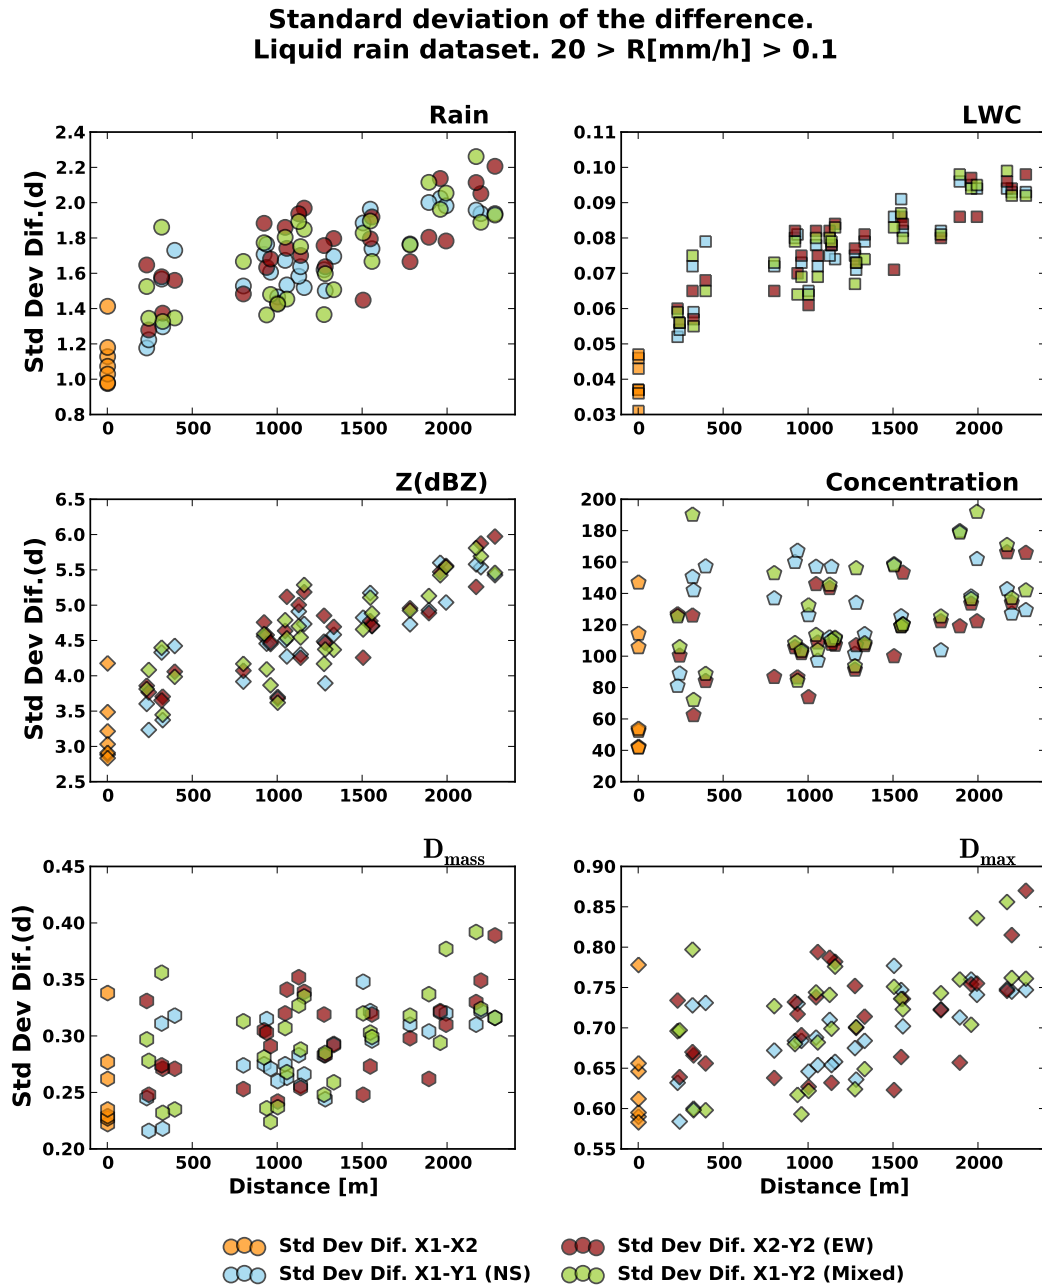 Standard deviation of the difference.
Liquid rain dataset. 20 > R[mm/h] > 0.1
Rain
LWC
Std Dev Dif.(d)
2.4
2.2
2.0
1.8
1.6
1.4
1.2
1.0
0.8
0 500 1000 1500 2000
0.11
0.10
0.09
0.08
0.07
0.06
0.05
0.04
0.03
0 500 1000 1500 2000
Z(dBZ)
Concentration
Std Dev Dif.(d)
6.5
6.0
5.5
5.0
4.5
4.0
3.5
3.0
2.5
0 500 1000 1500 2000
200
180
160
140
120
100
80
60
40
20
0 500 1000 1500 2000
D_mass
D_max
Std Dev Dif.(d)
0.45
0.40
0.35
0.30
0.25
0.20
0 500 1000 1500 2000
Distance [m]
0.90
0.85
0.80
0.75
0.70
0.65
0.60
0.55
0 500 1000 1500 2000
Distance [m]
Std Dev Dif. X1-X2
Std Dev Dif. X1-Y1 (NS)
Std Dev Dif. X2-Y2 (EW)
Std Dev Dif. X1-Y2 (Mixed)